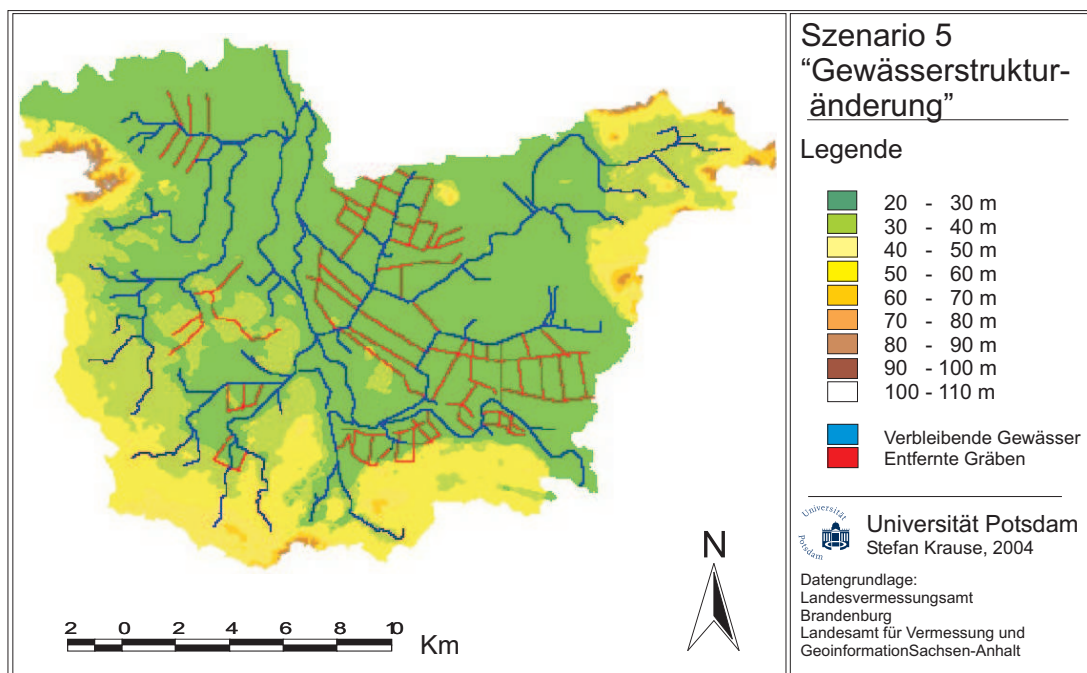 Szenario 5
“Gewässerstruktur-
änderung”
Legende
20 - 30 m
30 - 40 m
40 - 50 m
50 - 60 m
60 - 70 m
70 - 80 m
80 - 90 m
90 - 100 m
100 - 110 m
Verbleibende Gewässer
Entfernte Gräben
Universität
Potsdam
Universität Potsdam
Stefan Krause, 2004
Datengrundlage:
Landesvermessungsamt
Brandenburg
Landesamt für Vermessung und
GeoinformationSachsen-Anhalt
N
2 0 2 4 6 8 10
Km